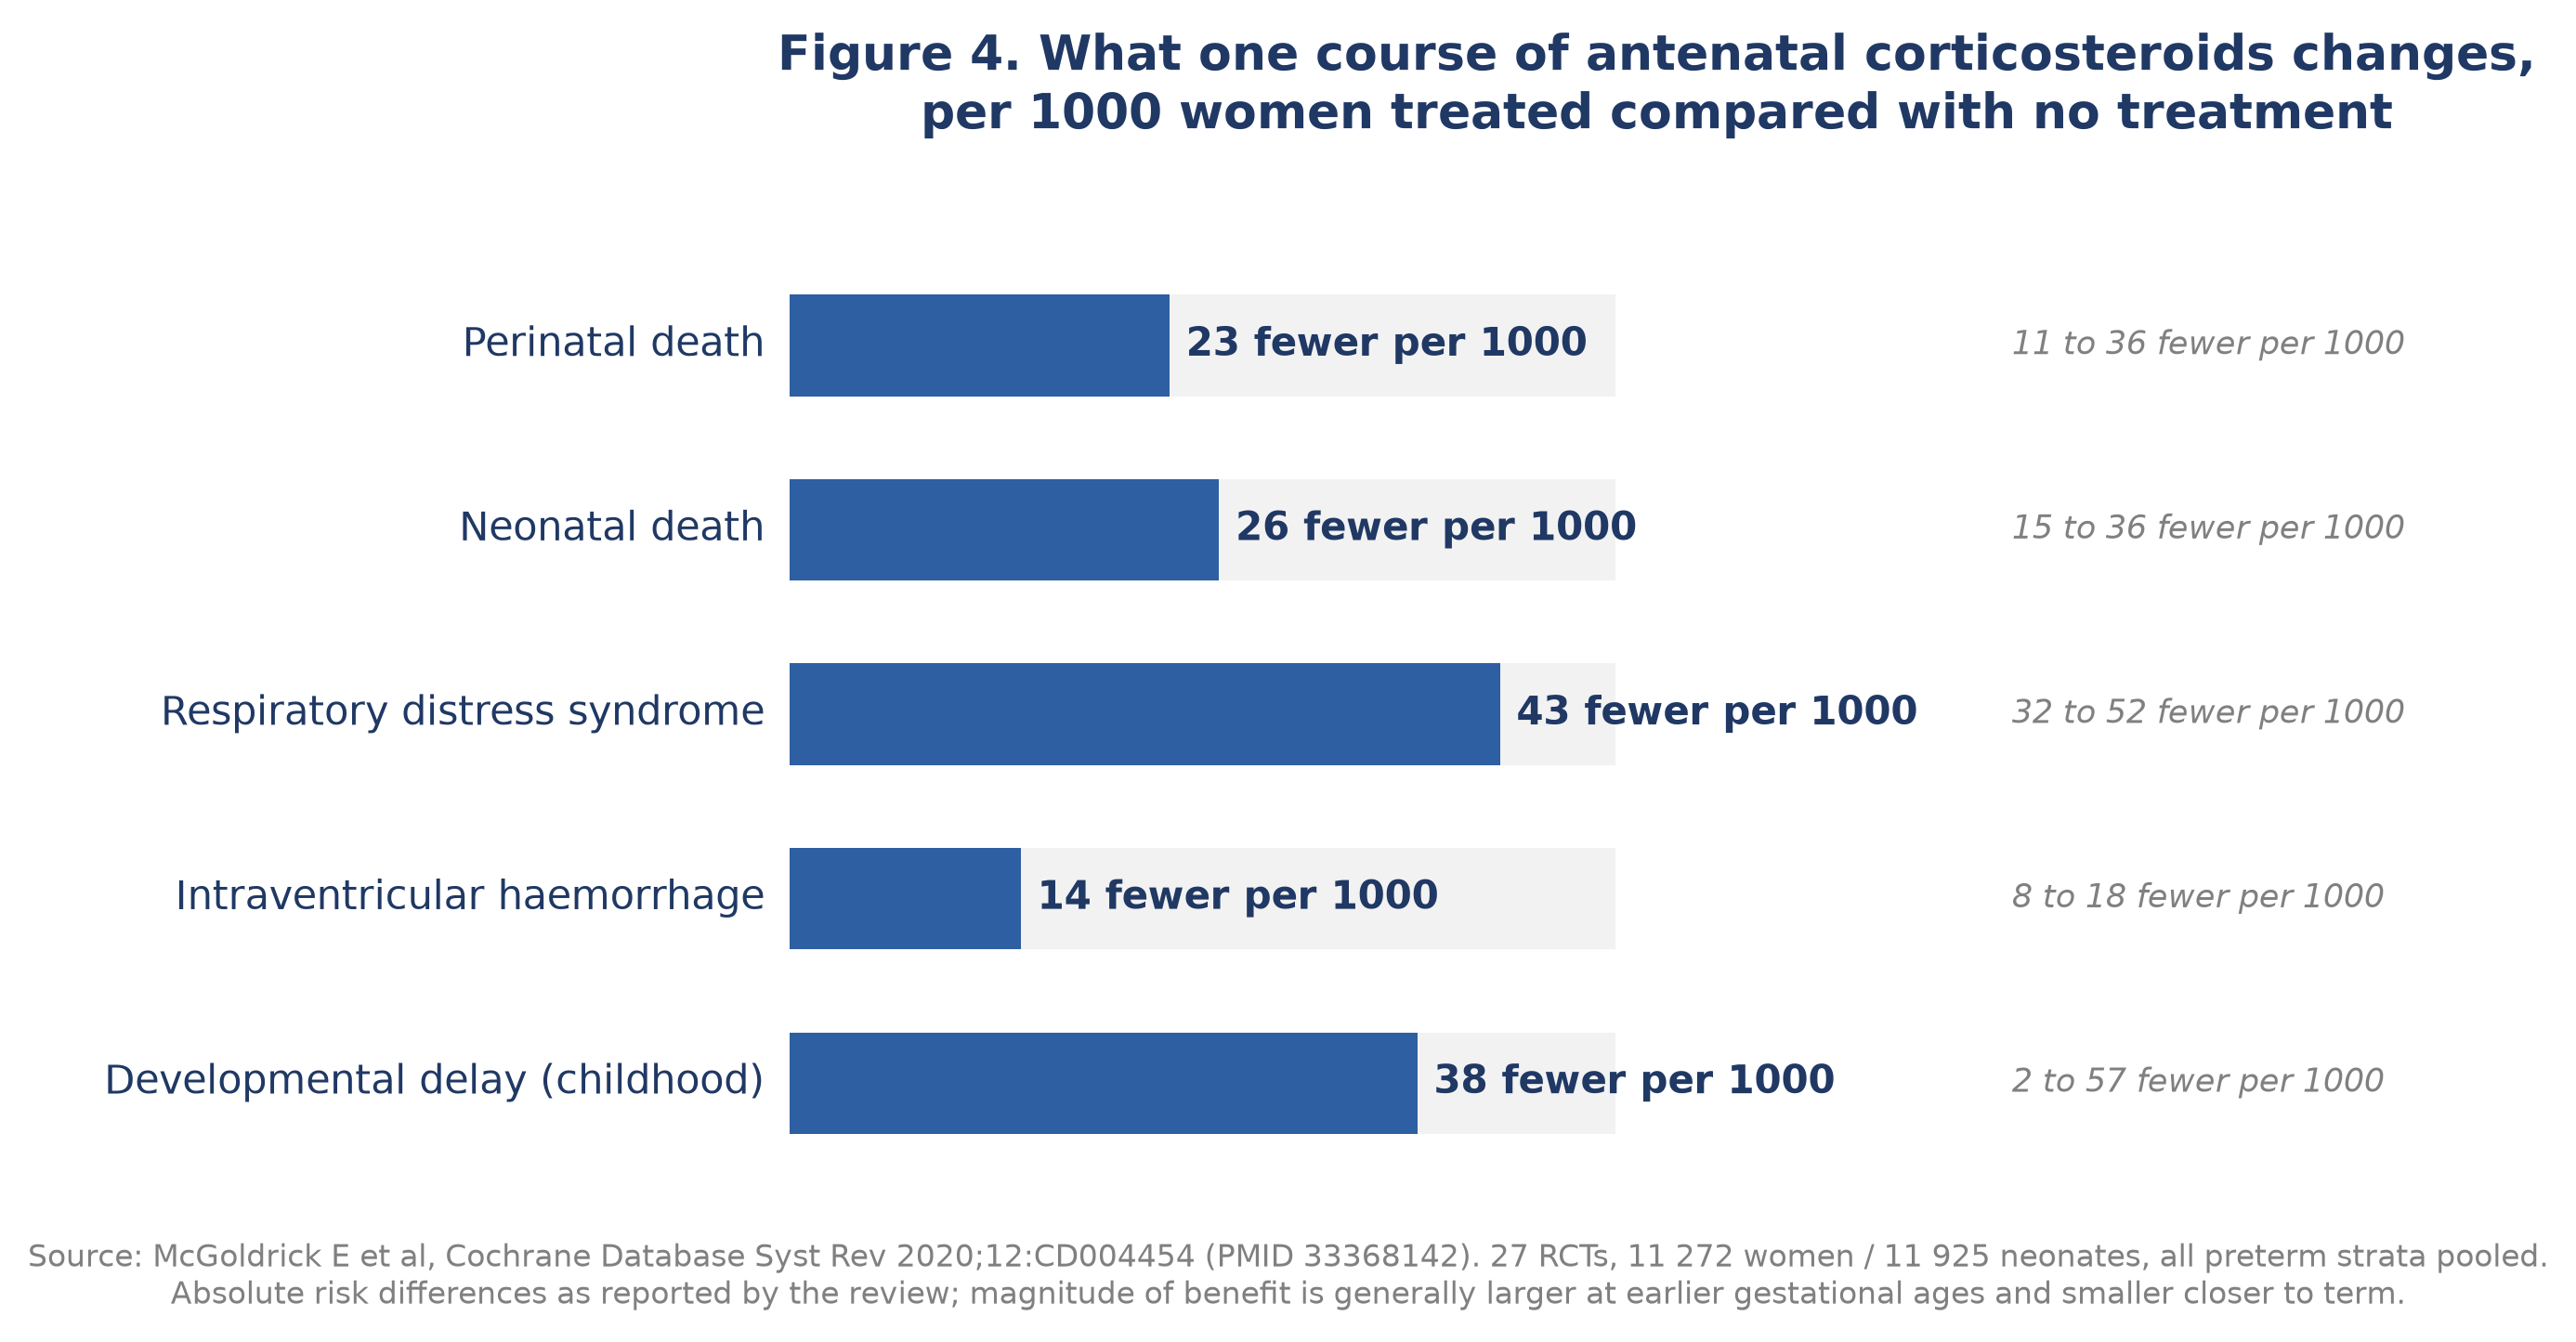 Figure 4. What one course of antenatal corticosteroids changes,
per 1000 women treated compared with no treatment
Perinatal death 23 fewer per 1000 11 to 36 fewer per 1000
Neonatal death 26 fewer per 1000 15 to 36 fewer per 1000
Respiratory distress syndrome 43 fewer per 1000 32 to 52 fewer per 1000
Intraventricular haemorrhage 14 fewer per 1000 8 to 18 fewer per 1000
Developmental delay (childhood) 38 fewer per 1000 2 to 57 fewer per 1000
Source: McGoldrick E et al, Cochrane Database Syst Rev 2020;12:CD004454 (PMID 33368142). 27 RCTs, 11 272 women / 11 925 neonates, all preterm strata pooled.
Absolute risk differences as reported by the review; magnitude of benefit is generally larger at earlier gestational ages and smaller closer to term.